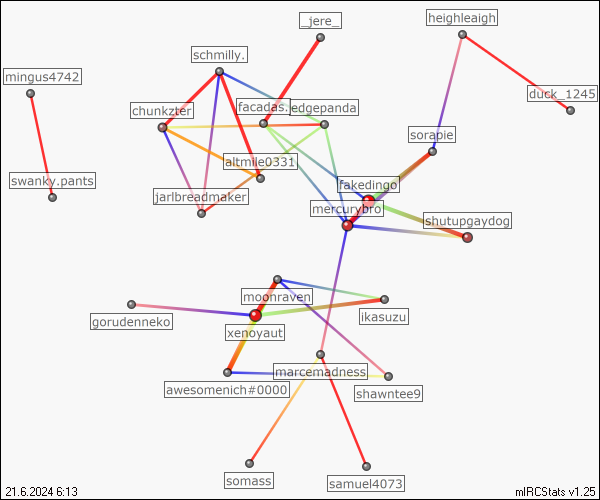 _jere_
heighleaigh
schmilly.
mingus4742
duck_1245
facadas.
edgepanda
chunkzter
sorapie
altmile0331
swanky.pants
fakedingo
jarlbreadmaker
mercurybro
shutupgaydog
moonraven
gorudenneko
ikasuzu
xenoyaut
marcemadness
awesomenich#0000
shawntee9
somass
samuel4073
21.6.2024 6:13
mIRCStats v1.25